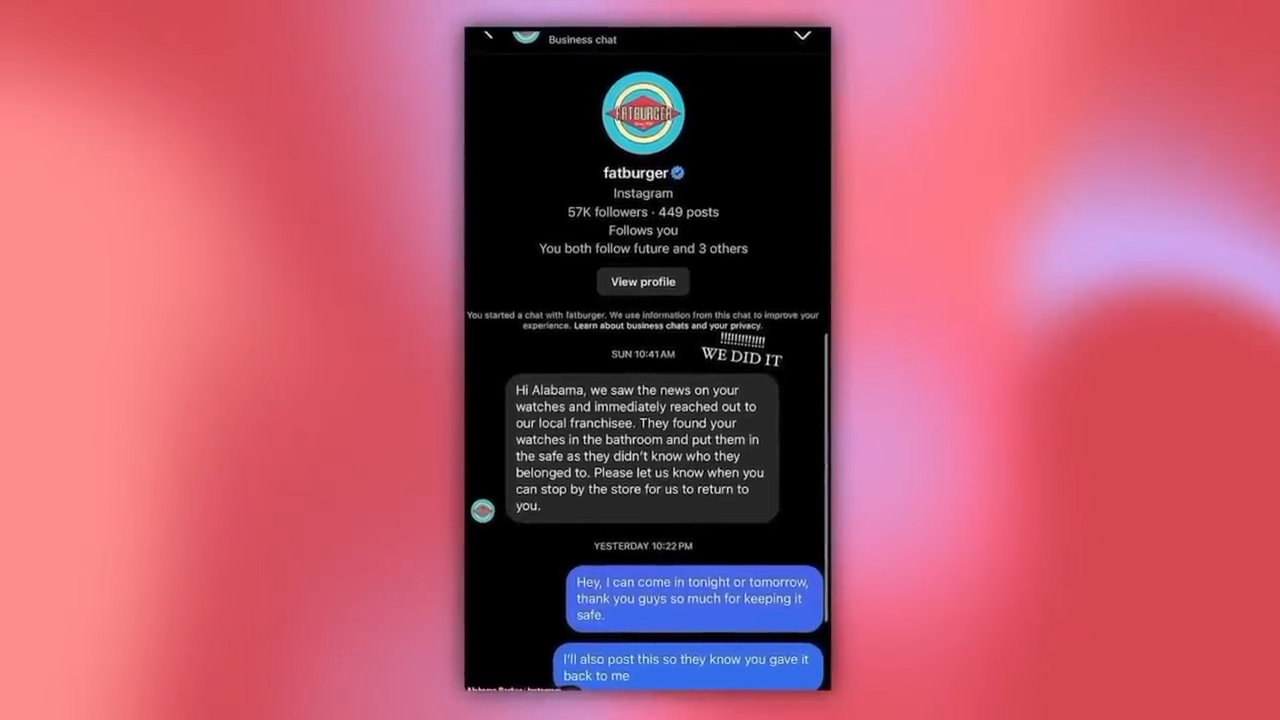 Business chat
FATBURGER
fatburger
Instagram
57K followers · 449 posts
Follows you
You both follow future and 3 others
View profile
You started a chat with fatburger. We use information from this chat to improve your
experience. Learn about business chats and your privacy.
!!!!!!!!!!!!!
WE DID IT
SUN 10:41 AM
Hi Alabama, we saw the news on your
watches and immediately reached out to
our local franchisee. They found your
watches in the bathroom and put them in
the safe as they didn't know who they
belonged to. Please let us know when you
can stop by the store for us to return to
you.
YESTERDAY 10:22 PM
Hey, I can come in tonight or tomorrow,
thank you guys so much for keeping it
safe.
I'll also post this so they know you gave it
back to me